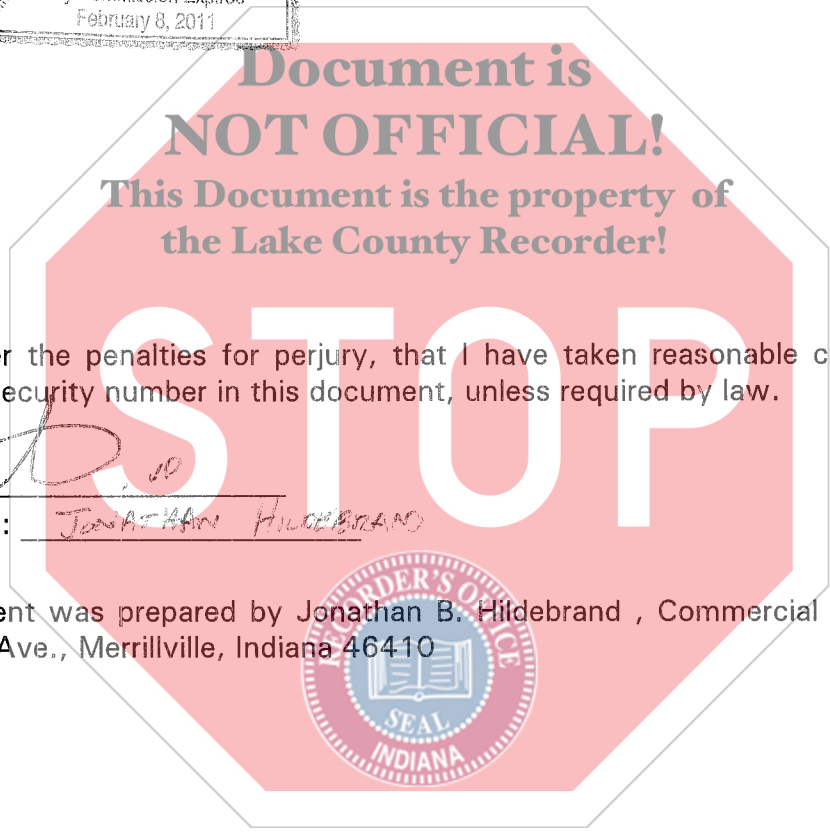 February 8, 2011
Document is
NOT OFFICIAL!
This Document is the property of
the Lake County Recorder!
STOP
r the penalties for perjury, that I have taken reasonable c
ecurity number in this document, unless required by law.
: JONATHAN HILDEBRAND
ent was prepared by Jonathan B. Hildebrand , Commercial
Ave., Merrillville, Indiana 46410
RECORDER'S OFFICE
SEAL
INDIANA